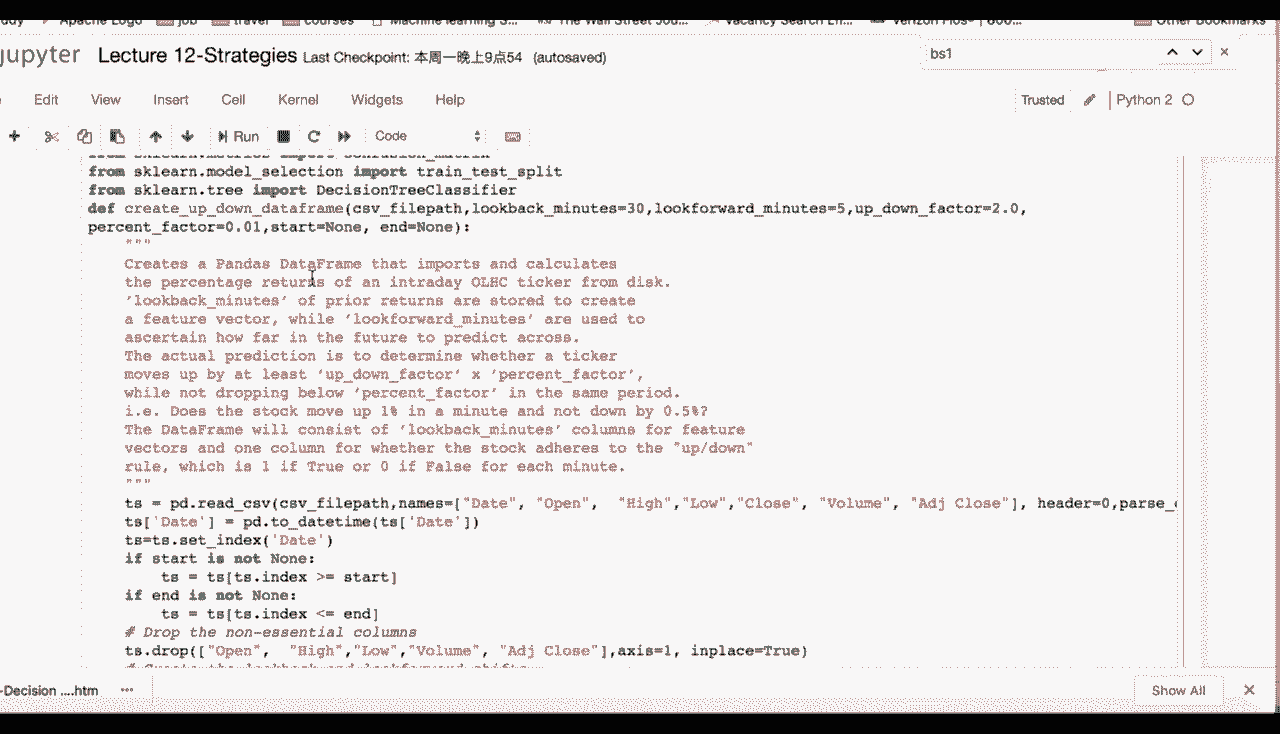 Apache Logo job travel courses Machine learning S... The Wall Street Jou... Vacancy Search En... Verizon Fios® | 800... Other Bookmarks
jupyter Lecture 12-Strategies Last Checkpoint: 本周一晚上9点54 (autosaved)
bs1
Edit View Insert Cell Kernel Widgets Help
Trusted Python 2
Run Code
from sklearn.model_selection import train_test_split
from sklearn.tree import DecisionTreeClassifier
def create_up_down_dataframe(csv_filepath,lookback_minutes=30,lookforward_minutes=5,up_down_factor=2.0,
percent_factor=0.01,start=None, end=None):
"""
Creates a Pandas DataFrame that imports and calculates
the percentage returns of an intraday OLHC ticker from disk.
'lookback_minutes' of prior returns are stored to create
a feature vector, while 'lookforward_minutes' are used to
ascertain how far in the future to predict across.
The actual prediction is to determine whether a ticker
moves up by at least 'up_down_factor' x 'percent_factor',
while not dropping below 'percent_factor' in the same period.
i.e. Does the stock move up 1% in a minute and not down by 0.5%?
The DataFrame will consist of 'lookback_minutes' columns for feature
vectors and one column for whether the stock adheres to the "up/down"
rule, which is 1 if True or 0 if False for each minute.
"""
ts = pd.read_csv(csv_filepath,names=["Date", "Open", "High","Low","Close", "Volume", "Adj Close"], header=0,parse_
ts['Date'] = pd.to_datetime(ts['Date'])
ts=ts.set_index('Date')
if start is not None:
ts = ts[ts.index >= start]
if end is not None:
ts = ts[ts.index <= end]
# Drop the non-essential columns
ts.drop(["Open", "High","Low","Volume", "Adj Close"],axis=1, inplace=True)
# Create the lookback and lookforward shifts
-Decision ....htm
Show All